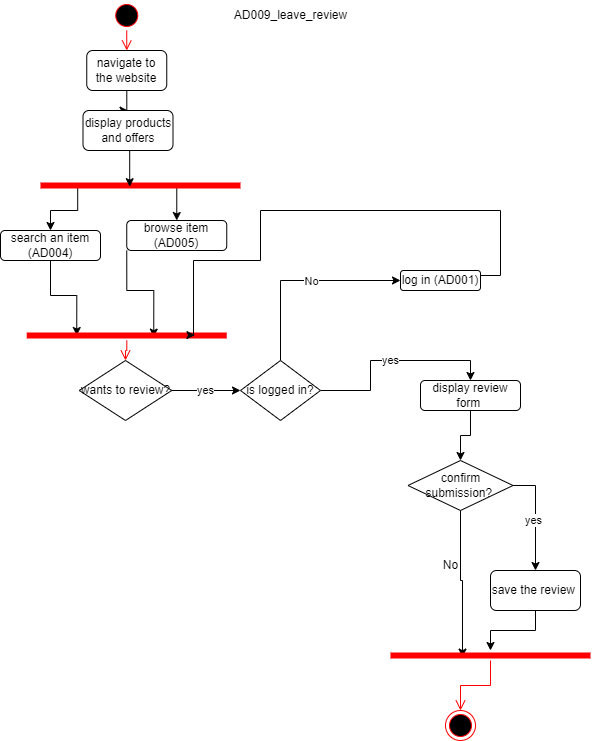 AD009_leave_review
navigate to
the website
display products
and offers
search an item
(AD004)
browse item
(AD005)
No
log in (AD001)
wants to review?
yes
is logged in?
yes
display review
form
confirm
submission?
yes
No
save the review